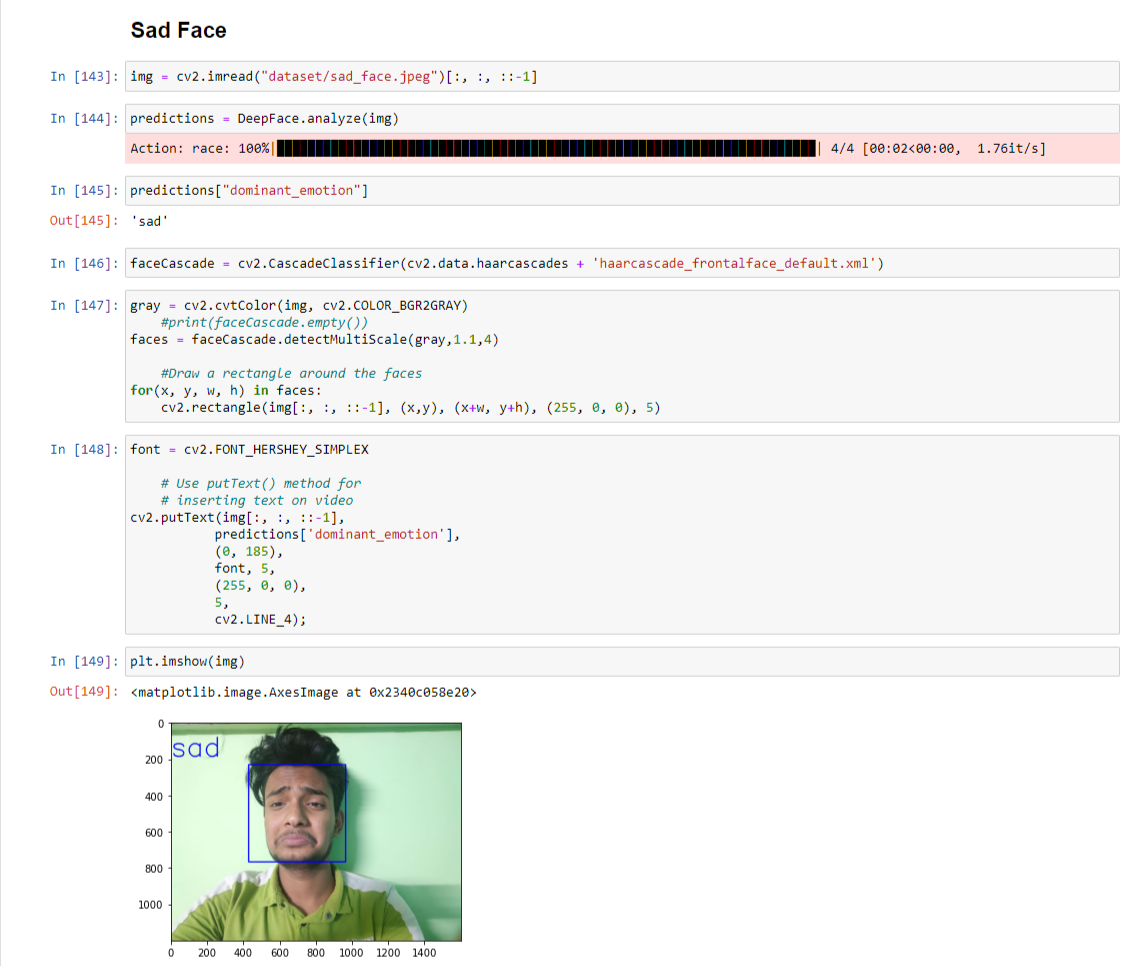 Sad Face
In [143]: img = cv2.imread("dataset/sad_face.jpeg")[:, :, ::-1]
In [144]: predictions = DeepFace.analyze(img)
Action: race: 100%| | 4/4 [00:02<00:00,  1.76it/s]
In [145]: predictions["dominant_emotion"]
Out[145]: 'sad'
In [146]: faceCascade = cv2.CascadeClassifier(cv2.data.haarcascades + 'haarcascade_frontalface_default.xml')
In [147]: gray = cv2.cvtColor(img, cv2.COLOR_BGR2GRAY)
    #print(faceCascade.empty())
faces = faceCascade.detectMultiScale(gray,1.1,4)
    #Draw a rectangle around the faces
for(x, y, w, h) in faces:
    cv2.rectangle(img[:, :, ::-1], (x,y), (x+w, y+h), (255, 0, 0), 5)
In [148]: font = cv2.FONT_HERSHEY_SIMPLEX
    # Use putText() method for
    # inserting text on video
cv2.putText(img[:, :, ::-1],
           predictions['dominant_emotion'],
           (0, 185),
           font, 5,
           (255, 0, 0),
           5,
           cv2.LINE_4);
In [149]: plt.imshow(img)
Out[149]: <matplotlib.image.AxesImage at 0x2340c058e20>
0
sad
200
400
600
800
1000
0 200 400 600 800 1000 1200 1400